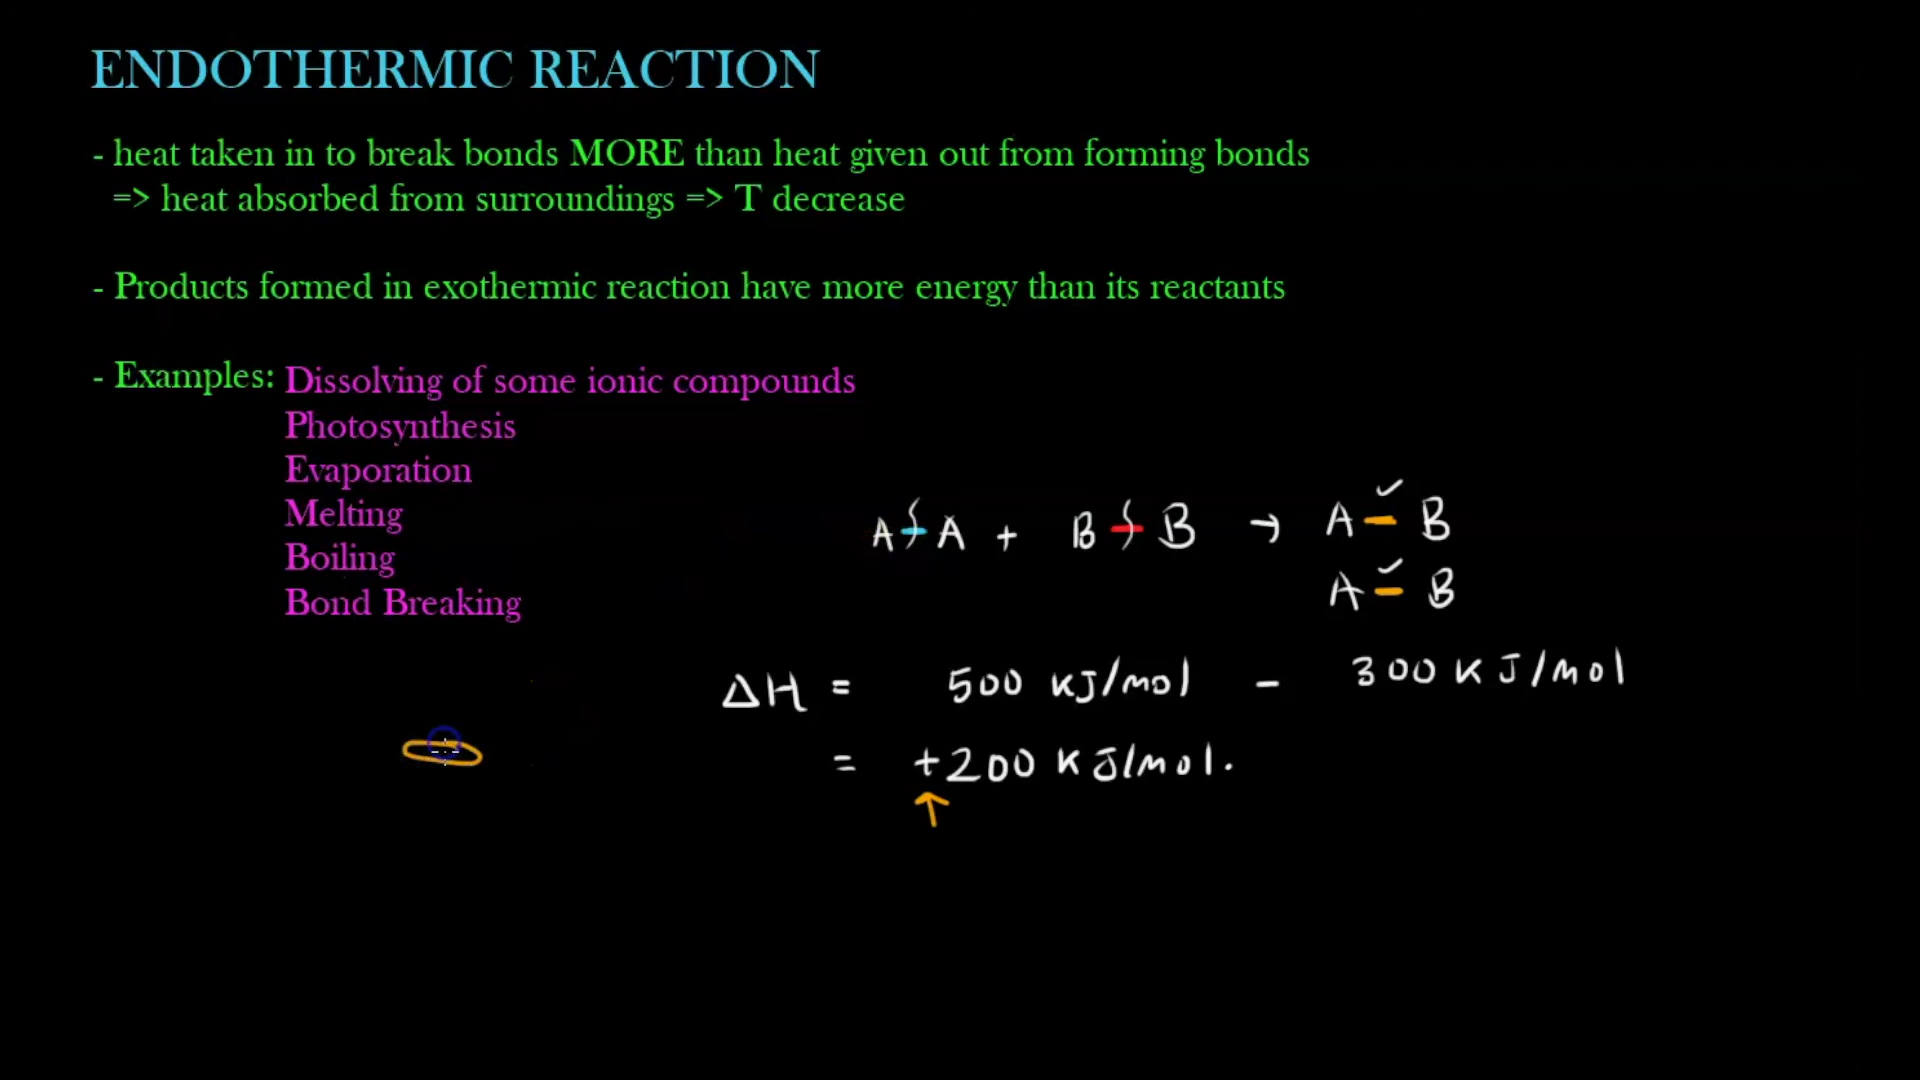 ENDOTHERMIC REACTION
- heat taken in to break bonds MORE than heat given out from forming bonds
=> heat absorbed from surroundings => T decrease
- Products formed in exothermic reaction have more energy than its reactants
- Examples: Dissolving of some ionic compounds
Photosynthesis
Evaporation
Melting
Boiling
Bond Breaking
A-A + B-B → A-B
A-B
ΔH = 500 KJ/mol - 300 KJ/mol
= +200 KJ/mol.